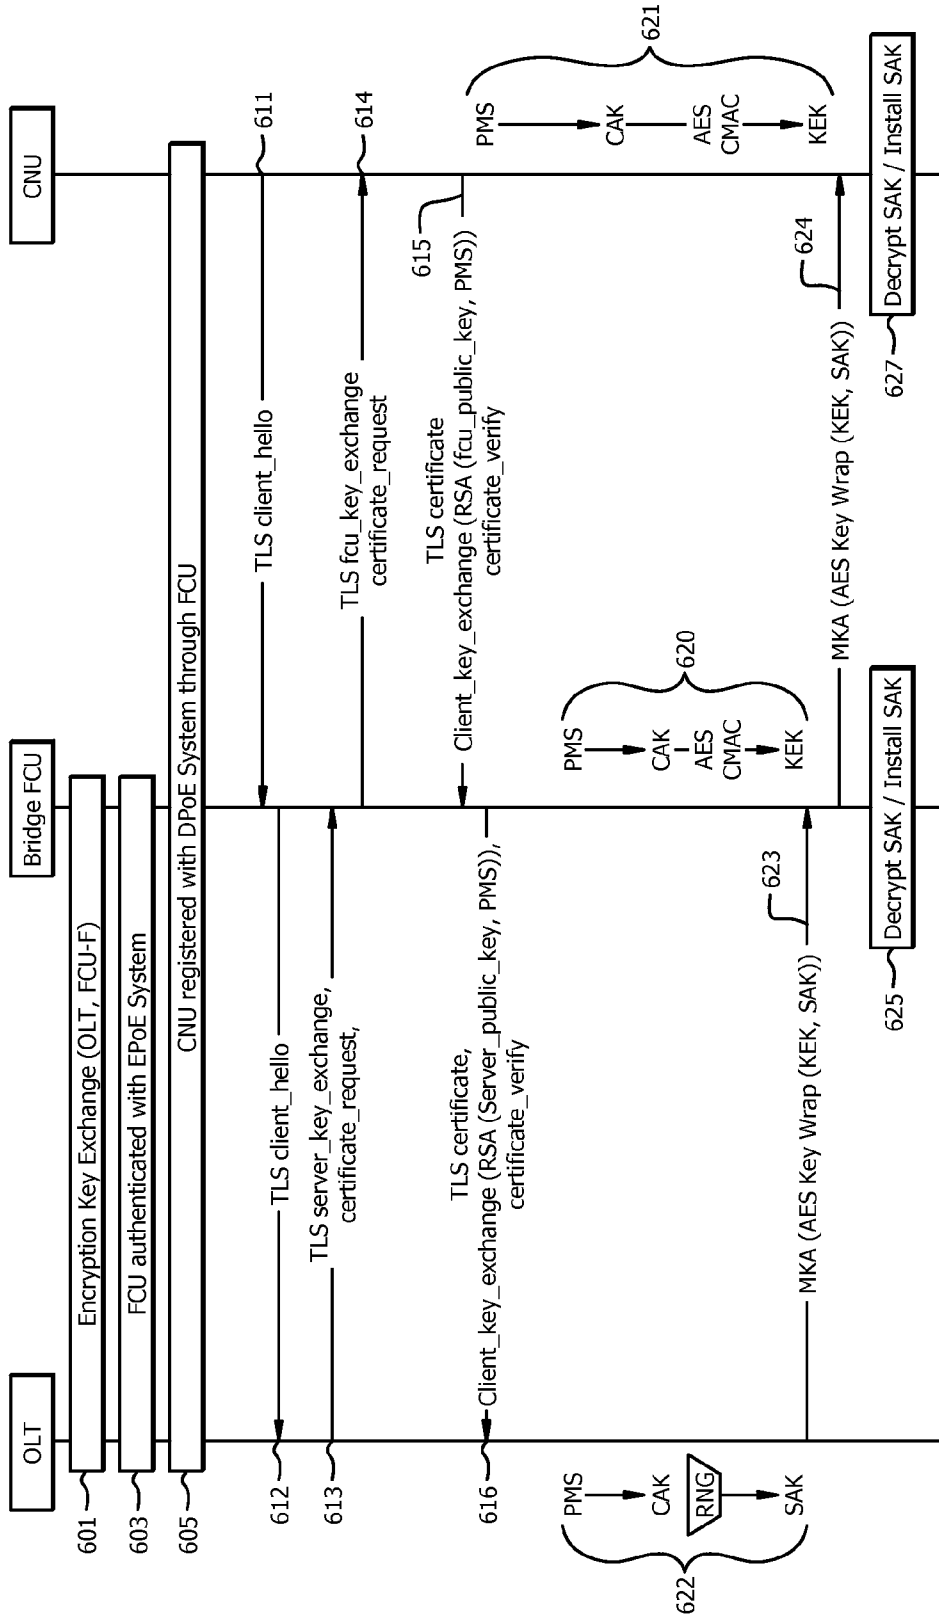 OLT
Bridge FCU
CNU
601
Encryption Key Exchange (OLT, FCU-F)
603
FCU authenticated with EPoE System
605
CNU registered with DPoE System through FCU
TLS client_hello
611
612
TLS client_hello
613
TLS server_key_exchange,
certificate_request,
TLS fcu_key_exchange
certificate_request
614
TLS certificate
Client_key_exchange (RSA (fcu_public_key, PMS))
certificate_verify
615
616
TLS certificate,
Client_key_exchange (RSA (Server_public_key, PMS)),
certificate_verify
PMS
CAK
AES
CMAC
KEK
621
PMS
CAK
AES
CMAC
KEK
620
622
PMS
CAK
RNG
SAK
MKA (AES Key Wrap (KEK, SAK))
623
MKA (AES Key Wrap (KEK, SAK))
624
625
Decrypt SAK / Install SAK
627
Decrypt SAK / Install SAK